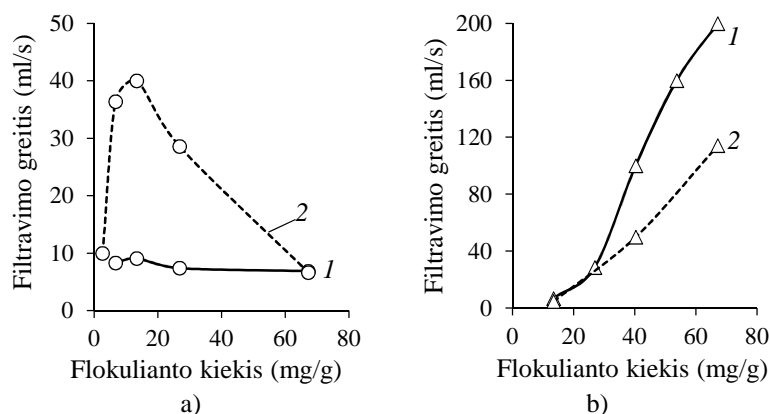 Filtravimo greitis (ml/s)
50
40
30
20
10
0
2
1
0 20 40 60 80
Flokulianto kiekis (mg/g)
a)
Filtravimo greitis (ml/s)
200
160
120
80
40
0
1
2
0 20 40 60 80
Flokulianto kiekis (mg/g)
b)